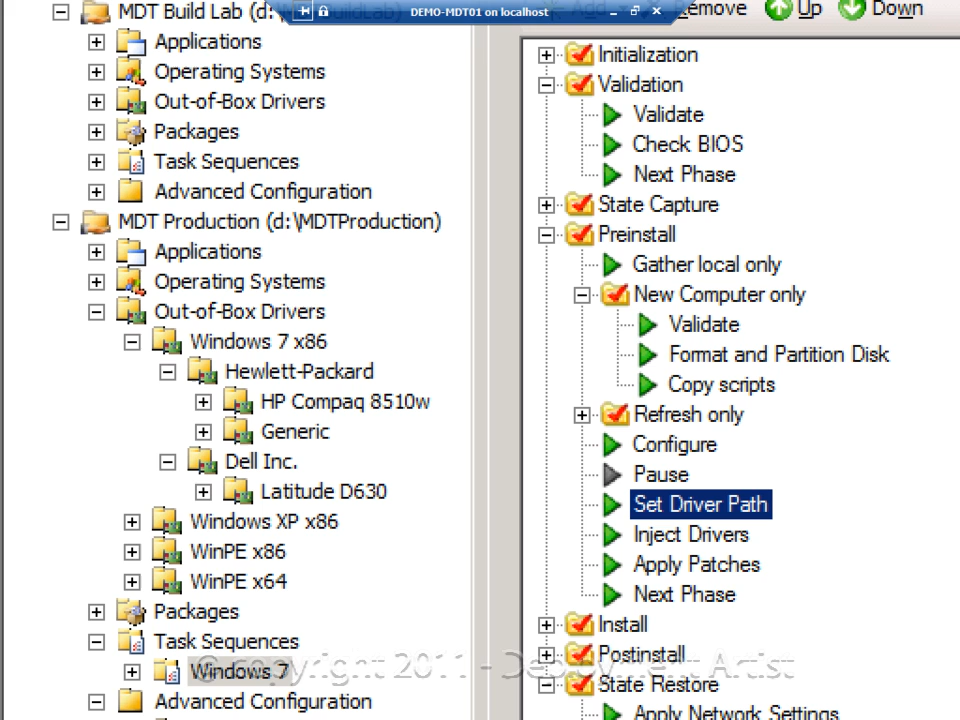 DEMO-MDT01 on localhost
MDT Build Lab (d:\
Applications
Operating Systems
Out-of-Box Drivers
Packages
Task Sequences
Advanced Configuration
MDT Production (d:\MDTProduction)
Applications
Operating Systems
Out-of-Box Drivers
Windows 7 x86
Hewlett-Packard
HP Compaq 8510w
Generic
Dell Inc.
Latitude D630
Windows XP x86
WinPE x86
WinPE x64
Packages
Task Sequences
Windows 7
Advanced Configuration
Remove Up Down
Initialization
Validation
Validate
Check BIOS
Next Phase
State Capture
Preinstall
Gather local only
New Computer only
Validate
Format and Partition Disk
Copy scripts
Refresh only
Configure
Pause
Set Driver Path
Inject Drivers
Apply Patches
Next Phase
Install
Postinstall
State Restore
Apply Network Settings
© copyright 2011 - Deployment Artist